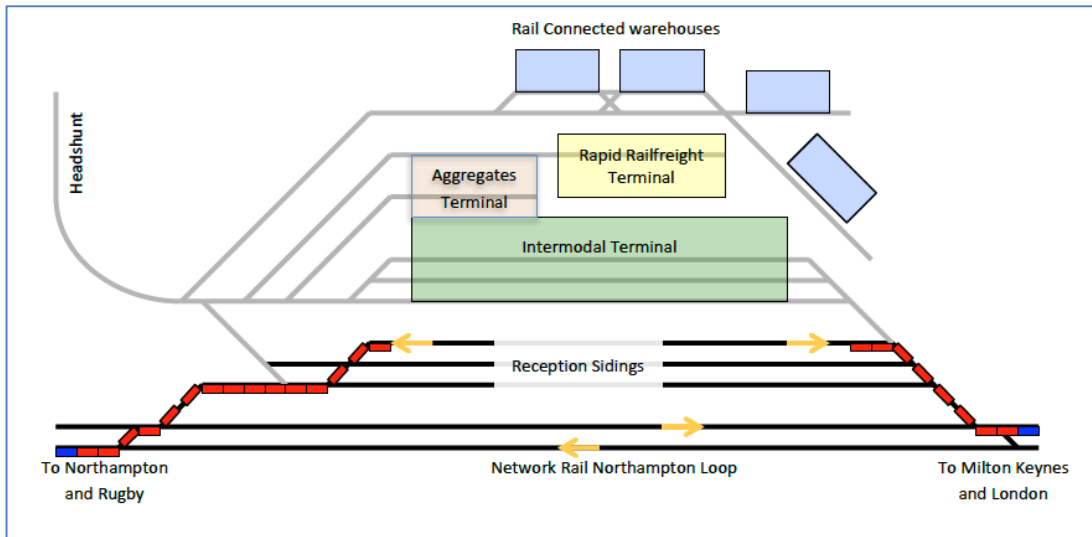 Rail Connected warehouses
Headshunt
Rapid Railfreight
Terminal
Aggregates
Terminal
Intermodal Terminal
Reception Sidings
To Northampton
and Rugby
Network Rail Northampton Loop
To Milton Keynes
and London